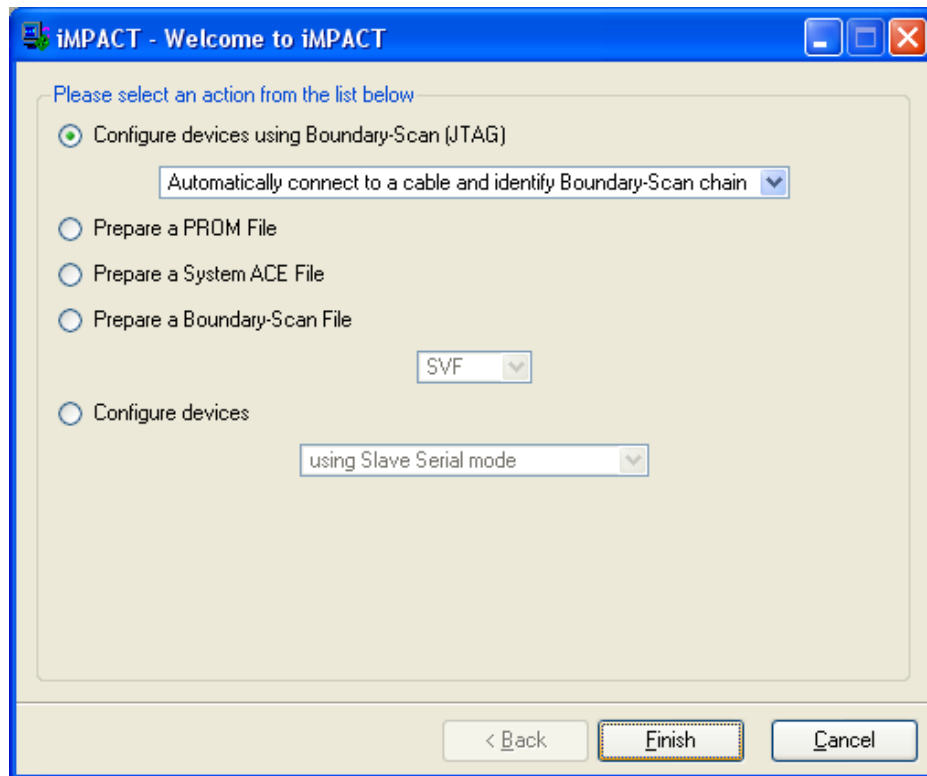 iMPACT - Welcome to iMPACT
Please select an action from the list below
Configure devices using Boundary-Scan (JTAG)
Automatically connect to a cable and identify Boundary-Scan chain
Prepare a PROM File
Prepare a System ACE File
Prepare a Boundary-Scan File
SVF
Configure devices
using Slave Serial mode
< Back Finish Cancel